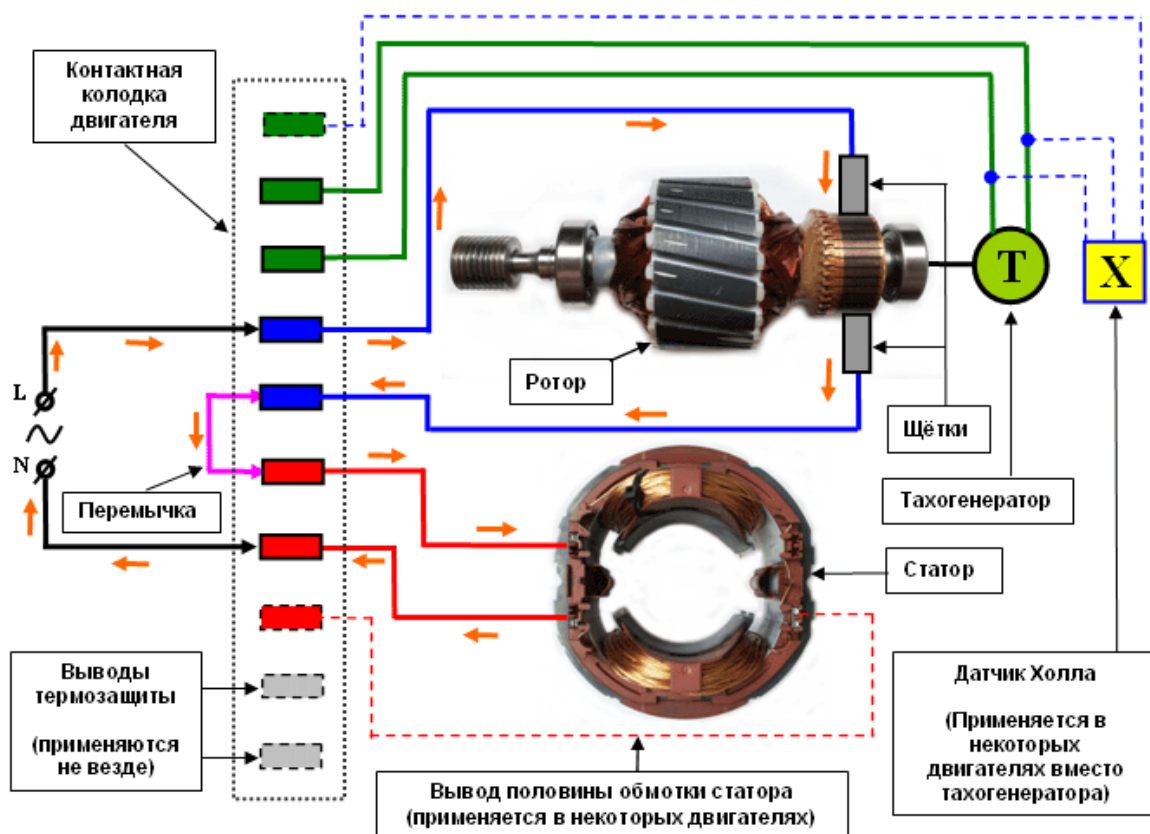 Контактная
колодка
двигателя
T
X
L
N
Ротор
Щётки
Перемычка
Тахогенератор
Статор
Выводы
термозащиты
(применяются
не везде)
Датчик Холла
(Применяется в
некоторых
двигателях вместо
тахогенератора)
Вывод половины обмотки статора
(применяется в некоторых двигателях)